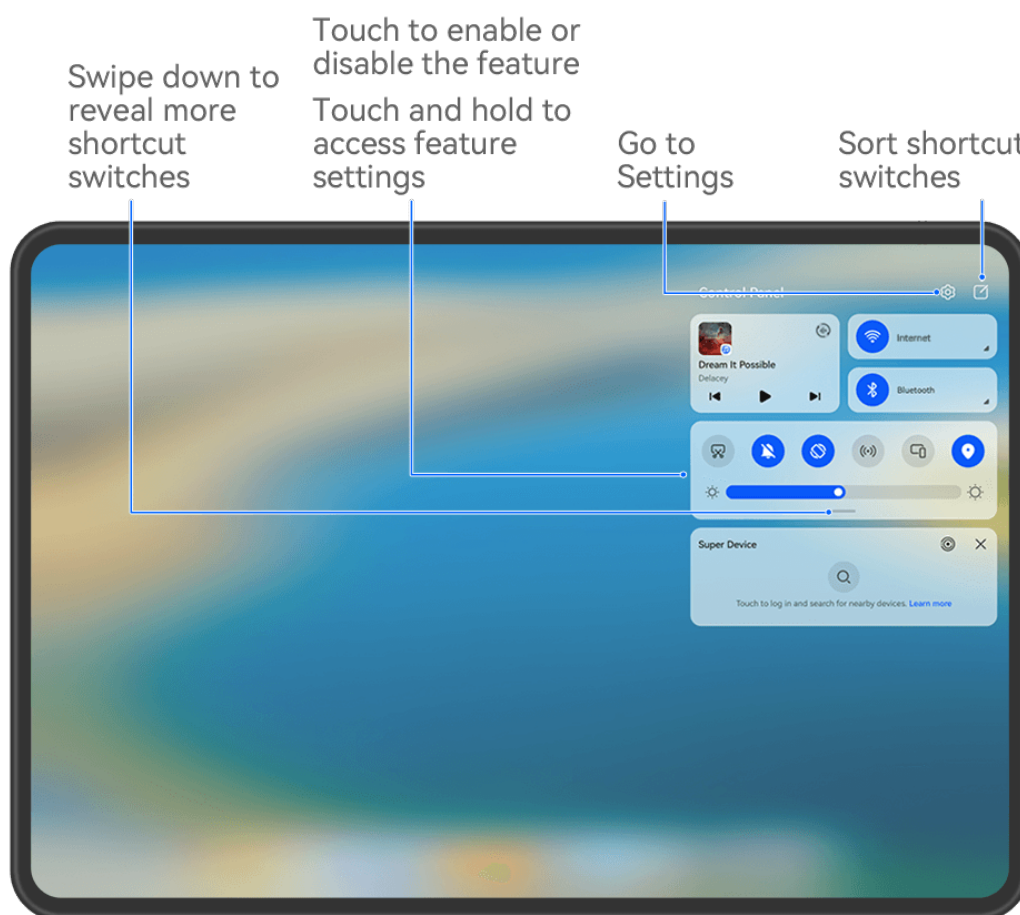 Touch to enable or
disable the feature
Swipe down to
reveal more
shortcut
switches
Touch and hold to
access feature
settings
Go to
Settings
Sort shortcut
switches
Control Panel
Dream It Possible
Delacey
Internet
Bluetooth
Super Device
Touch to log in and search for nearby devices. Learn more